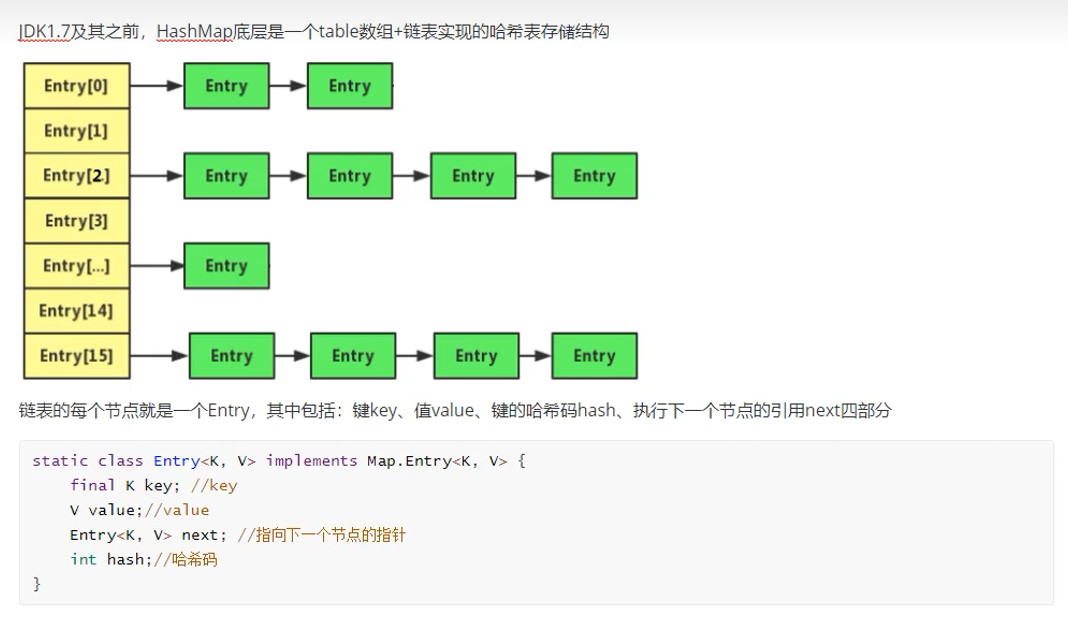 JDK1.7及其之前，HashMap底层是一个table数组+链表实现的哈希表存储结构
Entry[0] Entry Entry
Entry[1]
Entry[2] Entry Entry Entry Entry
Entry[3]
Entry[...] Entry
Entry[14]
Entry[15] Entry Entry Entry Entry
链表的每个节点就是一个Entry，其中包括：键key、值value、键的哈希码hash、执行下一个节点的引用next四部分
static class Entry<K, V> implements Map.Entry<K, V> {
    final K key; //key
    V value;//value
    Entry<K, V> next; //指向下一个节点的指针
    int hash;//哈希码
}